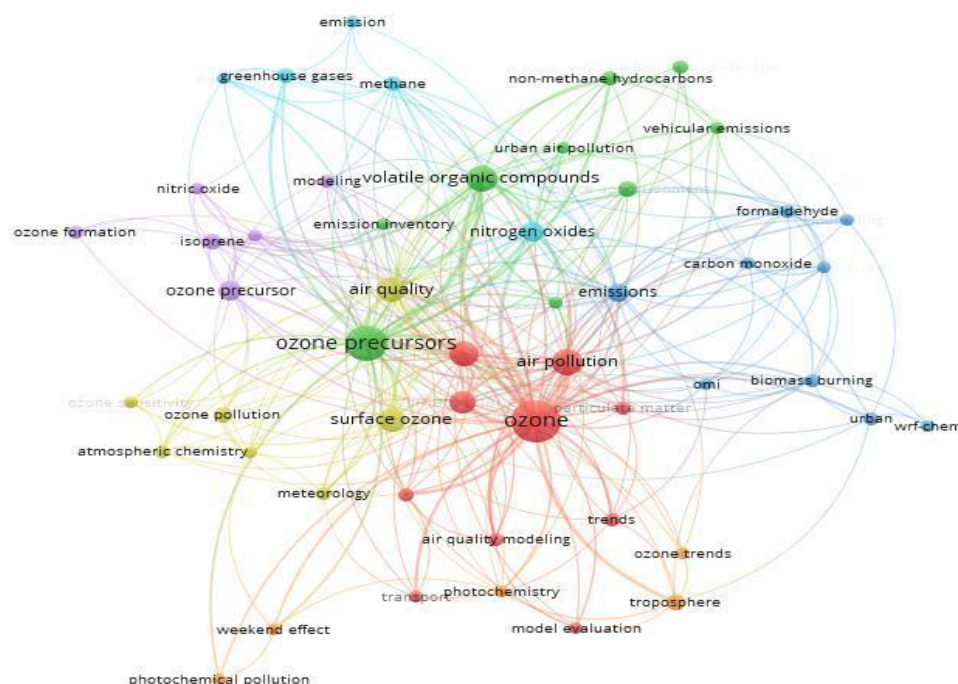 emission
greenhouse gases
methane
non-methane hydrocarbons
vehicular emissions
urban air pollution
volatile organic compounds
modeling
nitric oxide
formaldehyde
emission inventory
nitrogen oxides
ozone formation
isoprene
carbon monoxide
ozone precursor
air quality
emissions
ozone precursors
air pollution
omi
biomass burning
ozone sensitivity
ozone pollution
surface ozone
ozone
particulate matter
urban
wrf-chem
atmospheric chemistry
meteorology
trends
air quality modeling
ozone trends
transport
photochemistry
troposphere
weekend effect
model evaluation
photochemical pollution